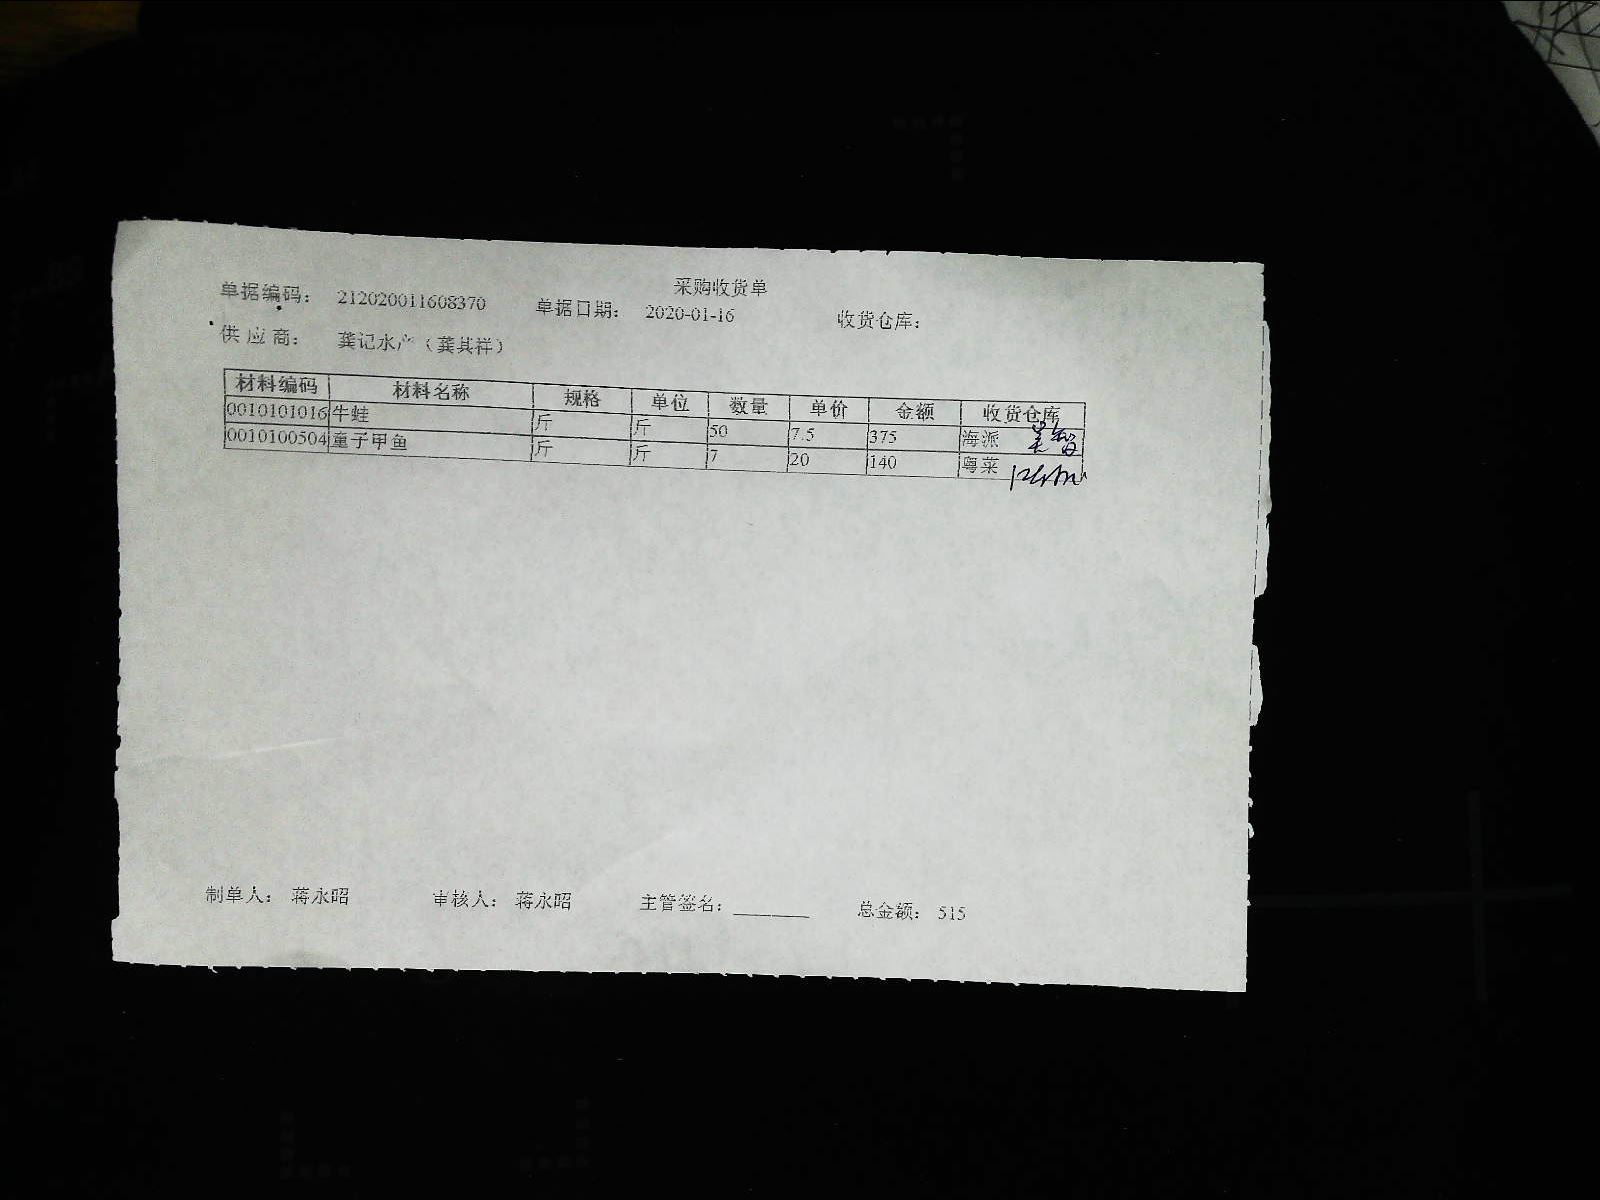 采购收货单
单据编码： 212020011608370 单据日期： 2020-01-16 收货仓库：
供 应 商： 龚记水产（龚其祥）
材料编码 材料名称 规格 单位 数量 单价 金额 收货仓库
0010101016 牛蛙 斤 斤 50 7.5 375 海派
0010100504 童子甲鱼 斤 斤 7 20 140 粤菜
制单人： 蒋永昭 审核人： 蒋永昭 主管签名： 总金额： 515